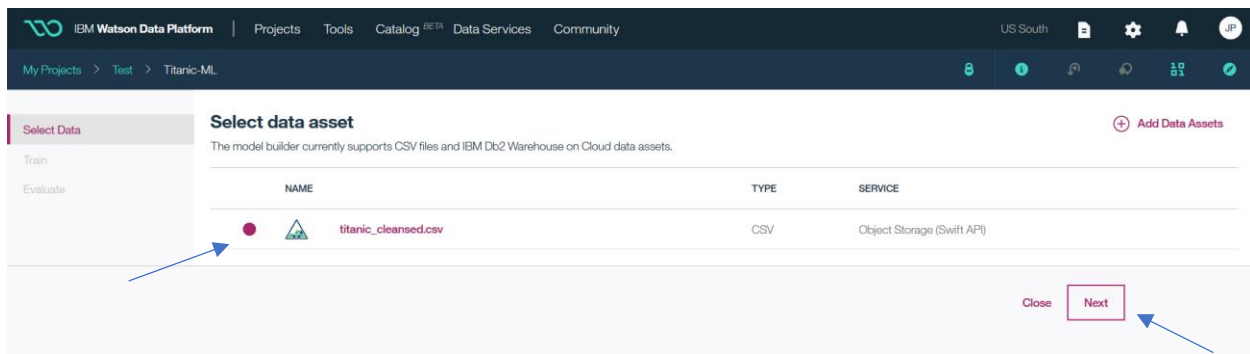 IBM Watson Data Platform | Projects Tools Catalog BETA Data Services Community US South JP
My Projects > Test > Titanic-ML
Select Data
Train
Evaluate
Select data asset
Add Data Assets
The model builder currently supports CSV files and IBM Db2 Warehouse on Cloud data assets.
NAME TYPE SERVICE
titanic_cleansed.csv CSV Object Storage (Swift API)
Close Next